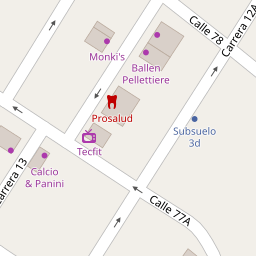 Calle 78
Carrera 12A
Monki's
Ballen
Pellettiere
Prosalud
Subsuelo
3d
Tecfit
Calcio
& Panini
Carrera 13
Calle 77A